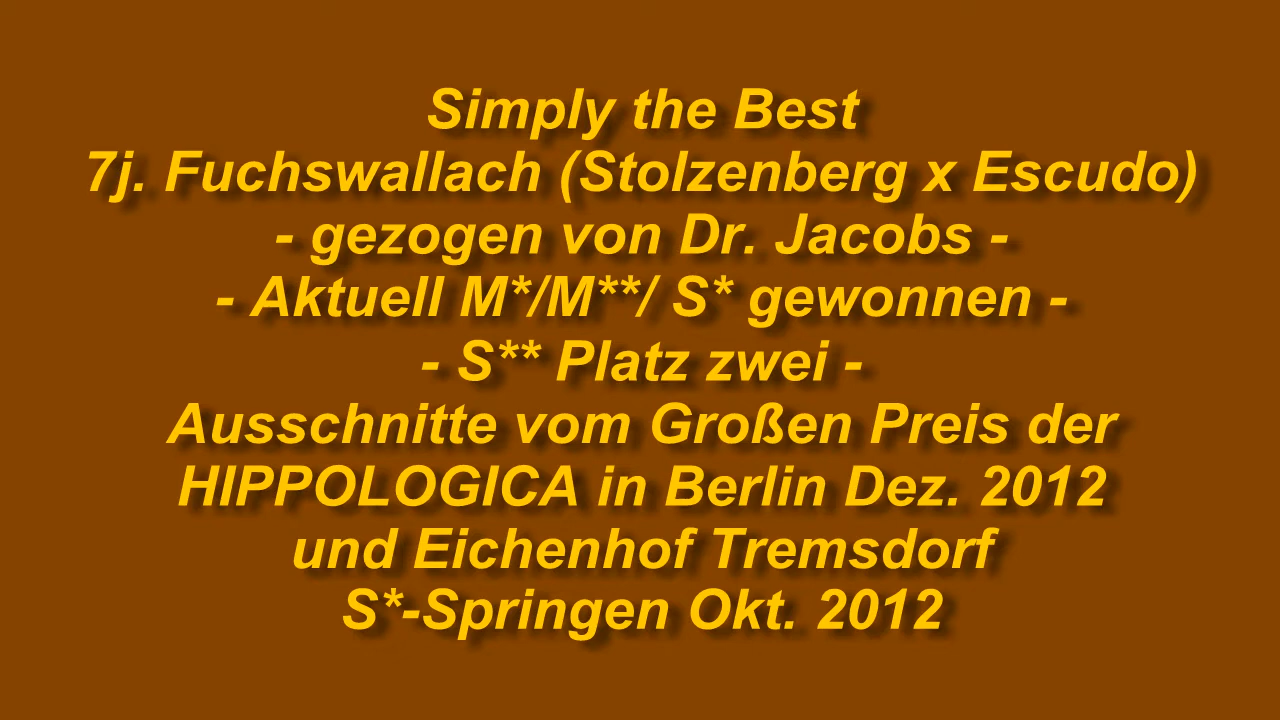 Simply the Best
7j. Fuchswallach (Stolzenberg x Escudo)
- gezogen von Dr. Jacobs -
- Aktuell M*/M**/ S* gewonnen -
- S** Platz zwei -
Ausschnitte vom Großen Preis der
HIPPOLOGICA in Berlin Dez. 2012
und Eichenhof Tremsdorf
S*-Springen Okt. 2012